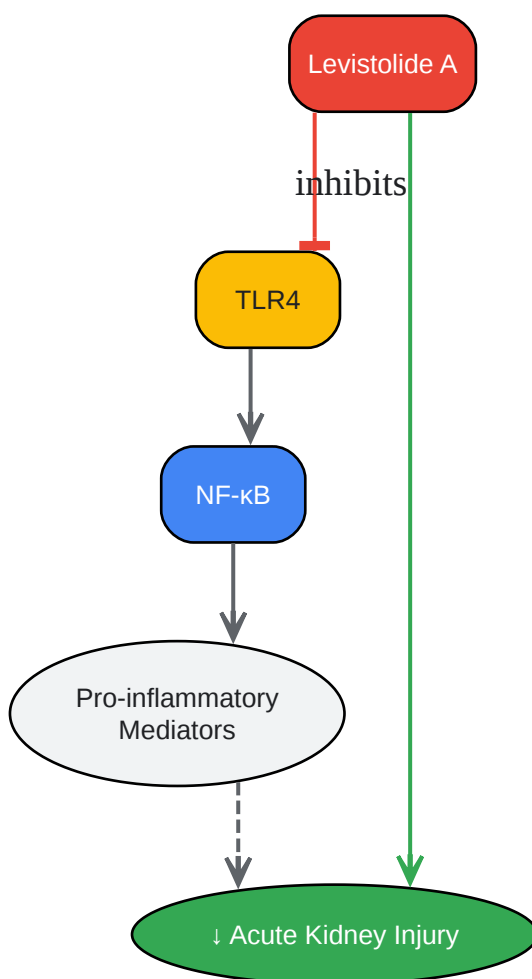 Levistolide A
inhibits
TLR4
NF-κB
Pro-inflammatory
Mediators
↓ Acute Kidney Injury